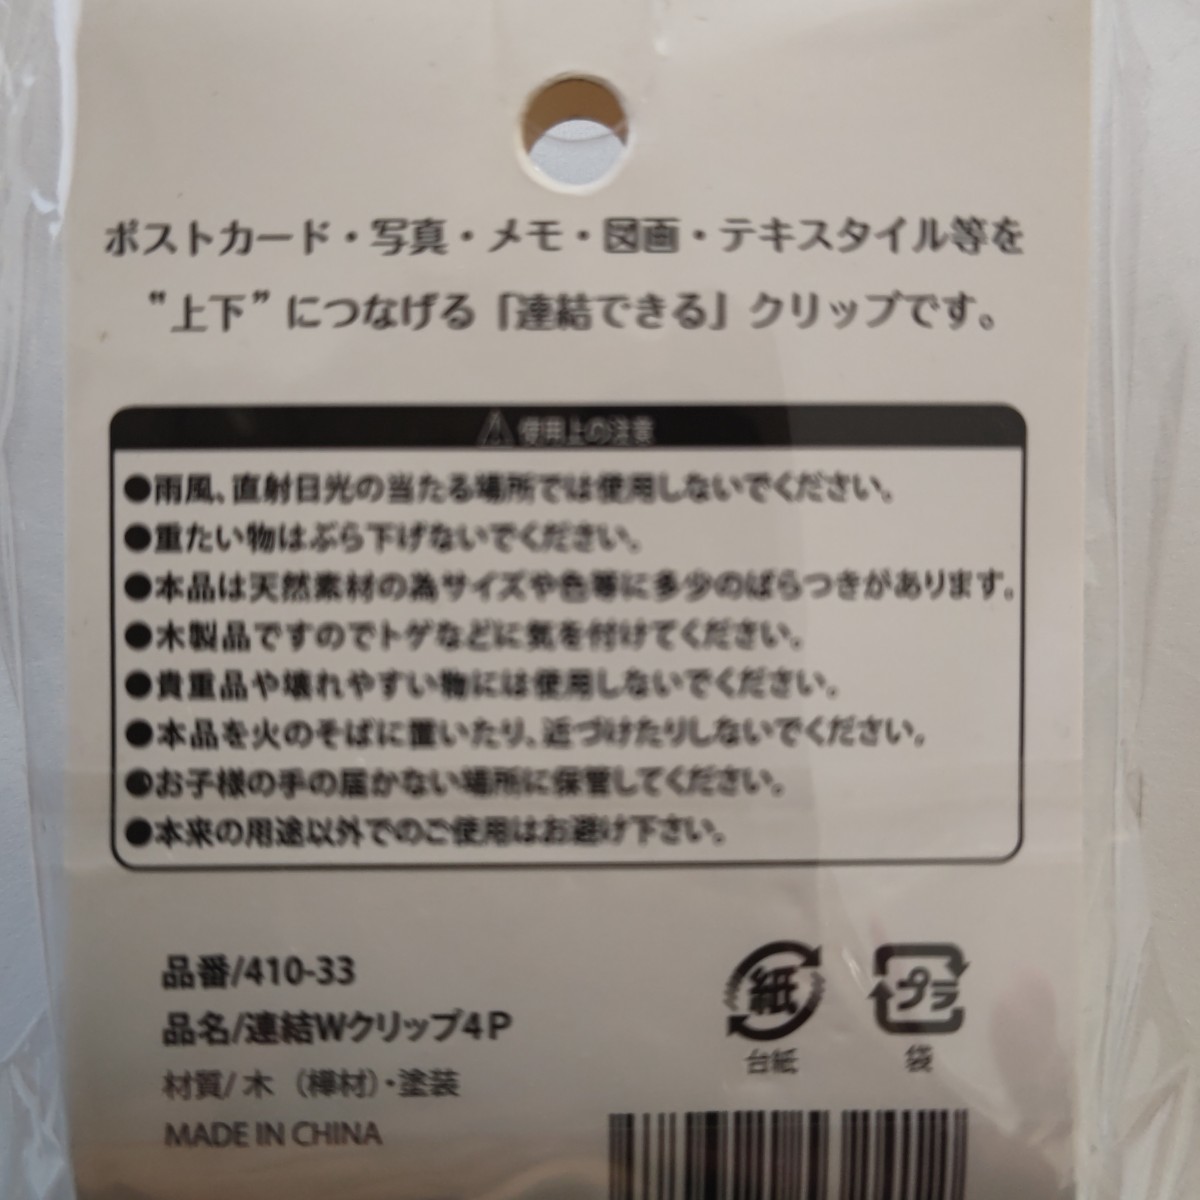 ポストカード・写真・メモ・図画・テキスタイル等を
“上下”につなげる「連結できる」クリップです。
⚠使用上の注意
●雨風、直射日光の当たる場所では使用しないでください。
●重たい物はぶら下げないでください。
●本品は天然素材の為サイズや色等に多少のばらつきがあります。
●木製品ですのでトゲなどに気を付けてください。
●貴重品や壊れやすい物には使用しないでください。
●本品を火のそばに置いたり、近づけたりしないでください。
●お子様の手の届かない場所に保管してください。
●本来の用途以外でのご使用はお避け下さい。
品番/410-33
品名/連結Wクリップ4P
材質/木（樺材）・塗装
MADE IN CHINA
紙
台紙
プラ
袋